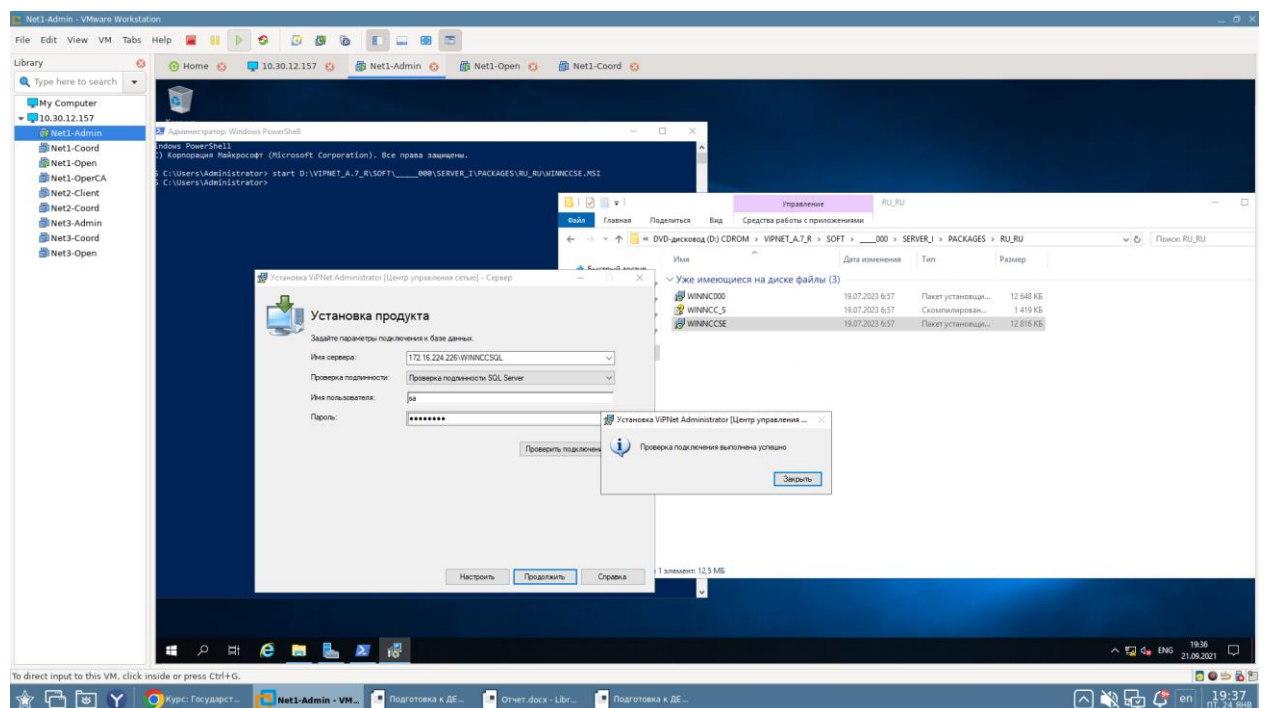 Net1-Admin - VMware Workstation
File Edit View VM Tabs Help
Library
Type here to search
My Computer
10.30.12.157
Net1-Admin
Net1-Coord
Net1-Open
Net1-OperCA
Net2-Client
Net2-Coord
Net3-Admin
Net3-Coord
Net3-Open
Home 10.30.12.157 Net1-Admin Net1-Open Net1-Coord
Администратор: Windows PowerShell
indows PowerShell
) Корпорация Майкрософт (Microsoft Corporation). Все права защищены.
C:\Users\Administrator> start D:\VIPNET_A.7_R\SOFT\_____000\SERVER_I\PACKAGES\RU_RU\WINNCCSE.MSI
C:\Users\Administrator>
Управление RU_RU
Файл Главная Поделиться Вид Средства работы с приложениями
« DVD-дисковод (D:) CDROM > VIPNET_A.7_R > SOFT > ____000 > SERVER_I > PACKAGES > RU_RU
Поиск: RU_RU
Быстрый доступ
Имя Дата изменения Тип Размер
Уже имеющиеся на диске файлы (3)
WINNC000 19.07.2023 6:57 Пакет установщи... 12 648 КБ
WINNCC_S 19.07.2023 6:57 Скомпилирован... 1 419 КБ
WINNCCSE 19.07.2023 6:57 Пакет установщи... 12 816 КБ
1 элемент: 12,5 МБ
Установка ViPNet Administrator [Центр управления сетью] - Сервер
Установка продукта
Задайте параметры подключения к базе данных.
Имя сервера: 172.16.224.226\WINNCCSQL
Проверка подлинности: Проверка подлинности SQL Server
Имя пользователя: sa
Пароль: ••••••••
Проверить подключени
Настроить Продолжить Справка
Установка ViPNet Administrator [Центр управления ...
Проверка подключения выполнена успешно
Закрыть
ENG 19:36
21.09.2021
To direct input to this VM, click inside or press Ctrl+G.
Курс: Государст... Net1-Admin - VM... Подготовка к ДЕ... Отчет.docx - Libr... Подготовка к ДЕ...
en 19:37
ПТ, 24 ЯНВ